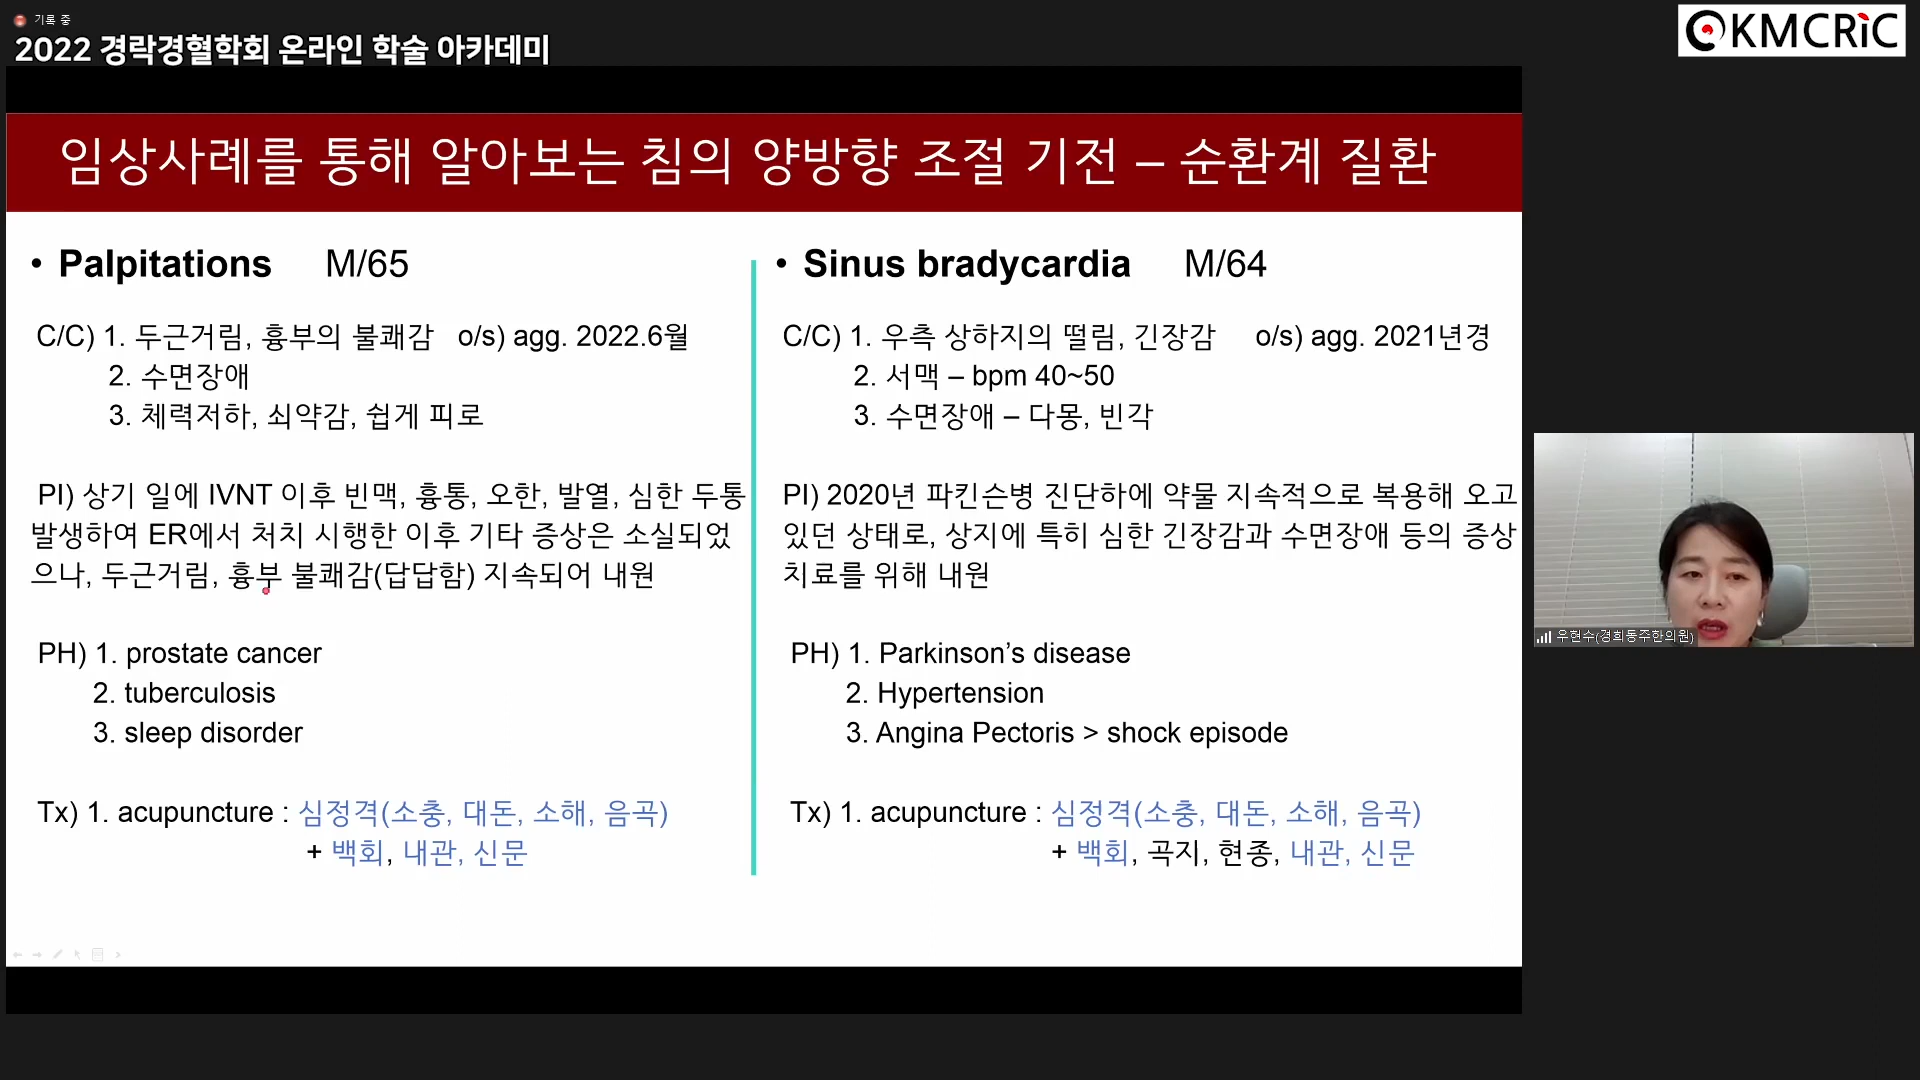 기록 중
2022 경락경혈학회 온라인 학술 아카데미
KMCRiC
임상사례를 통해 알아보는 침의 양방향 조절 기전 – 순환계 질환
• Palpitations M/65
C/C) 1. 두근거림, 흉부의 불쾌감 o/s) agg. 2022.6월
2. 수면장애
3. 체력저하, 쇠약감, 쉽게 피로
PI) 상기 일에 IVNT 이후 빈맥, 흉통, 오한, 발열, 심한 두통
발생하여 ER에서 처치 시행한 이후 기타 증상은 소실되었
으나, 두근거림, 흉부 불쾌감(답답함) 지속되어 내원
PH) 1. prostate cancer
2. tuberculosis
3. sleep disorder
Tx) 1. acupuncture : 심정격(소충, 대돈, 소해, 음곡)
+ 백회, 내관, 신문
• Sinus bradycardia M/64
C/C) 1. 우측 상하지의 떨림, 긴장감 o/s) agg. 2021년경
2. 서맥 – bpm 40~50
3. 수면장애 – 다몽, 빈각
PI) 2020년 파킨슨병 진단하에 약물 지속적으로 복용해 오고
있던 상태로, 상지에 특히 심한 긴장감과 수면장애 등의 증상
치료를 위해 내원
PH) 1. Parkinson's disease
2. Hypertension
3. Angina Pectoris > shock episode
Tx) 1. acupuncture : 심정격(소충, 대돈, 소해, 음곡)
+ 백회, 곡지, 현종, 내관, 신문
우현수(경희동주한의원)